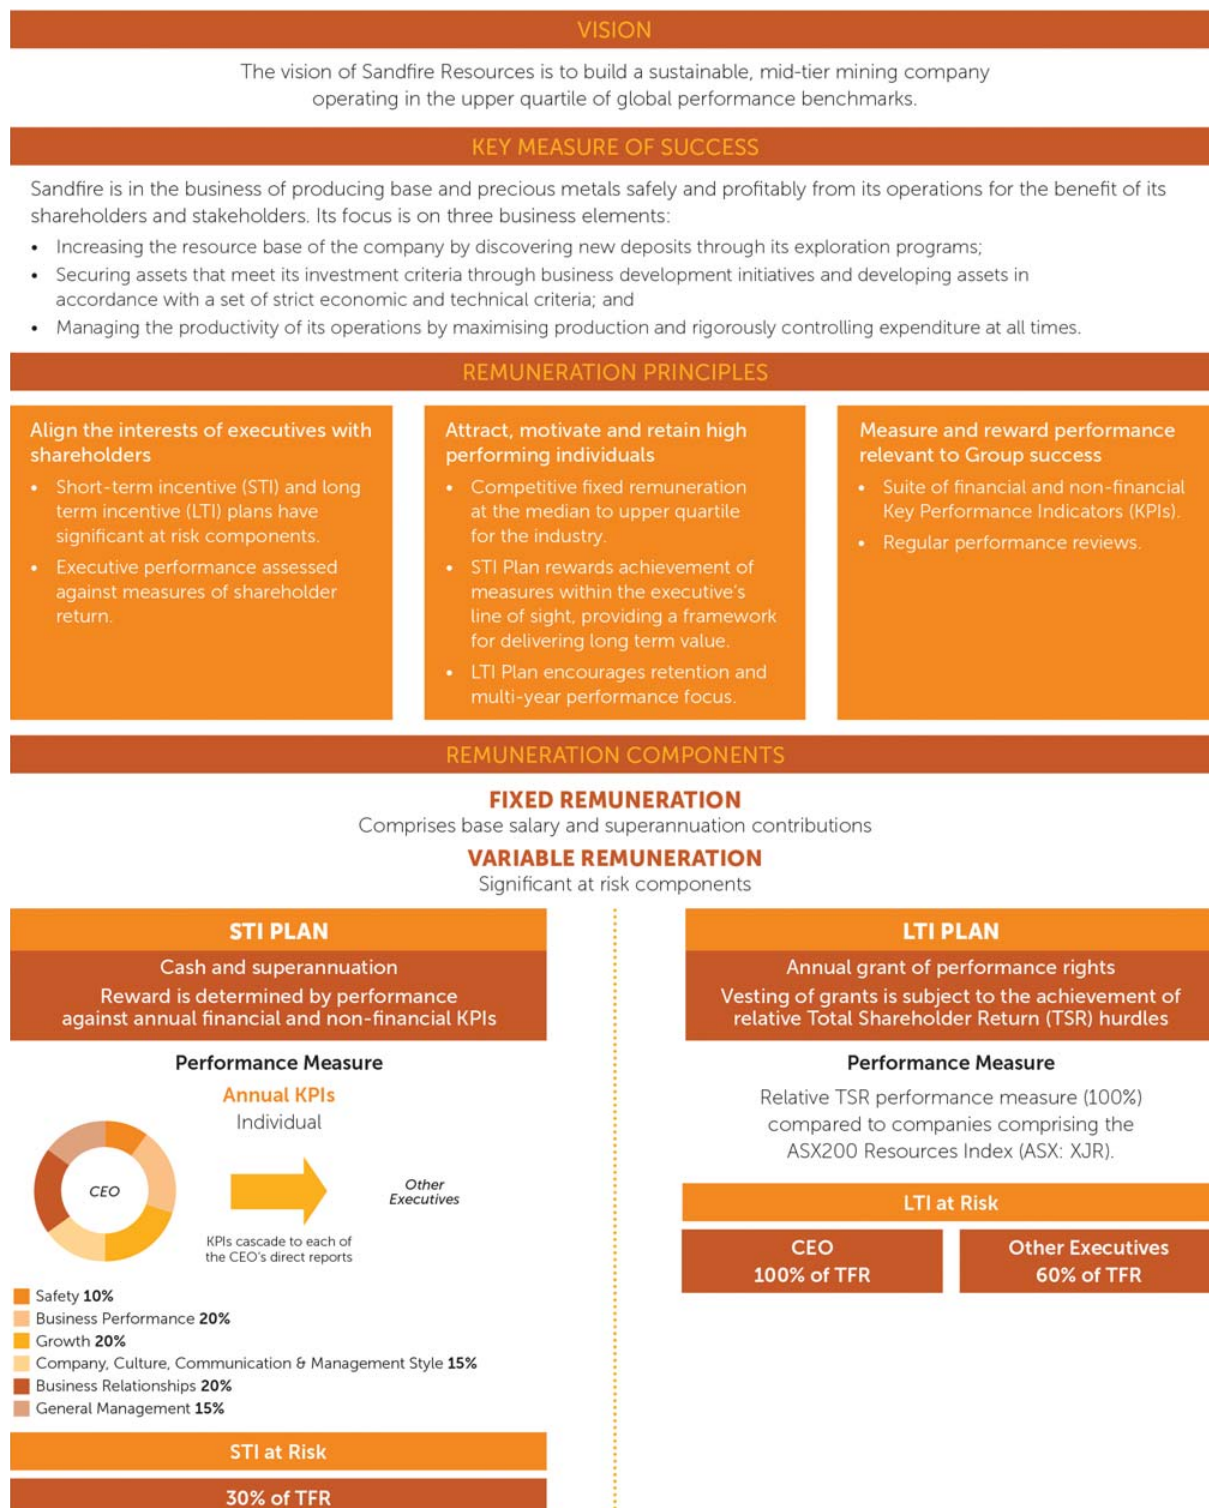 VISION
The vision of Sandfire Resources is to build a sustainable, mid-tier mining company
operating in the upper quartile of global performance benchmarks.
KEY MEASURE OF SUCCESS
Sandfire is in the business of producing base and precious metals safely and profitably from its operations for the benefit of its
shareholders and stakeholders. Its focus is on three business elements:
• Increasing the resource base of the company by discovering new deposits through its exploration programs;
• Securing assets that meet its investment criteria through business development initiatives and developing assets in
accordance with a set of strict economic and technical criteria; and
• Managing the productivity of its operations by maximising production and rigorously controlling expenditure at all times.
REMUNERATION PRINCIPLES
Align the interests of executives with
shareholders
• Short-term incentive (STI) and long
term incentive (LTI) plans have
significant at risk components.
• Executive performance assessed
against measures of shareholder
return.
Attract, motivate and retain high
performing individuals
• Competitive fixed remuneration
at the median to upper quartile
for the industry.
• STI Plan rewards achievement of
measures within the executive's
line of sight, providing a framework
for delivering long term value.
• LTI Plan encourages retention and
multi-year performance focus.
Measure and reward performance
relevant to Group success
• Suite of financial and non-financial
Key Performance Indicators (KPIs).
• Regular performance reviews.
REMUNERATION COMPONENTS
FIXED REMUNERATION
Comprises base salary and superannuation contributions
VARIABLE REMUNERATION
Significant at risk components
STI PLAN
Cash and superannuation
Reward is determined by performance
against annual financial and non-financial KPIs
Performance Measure
Annual KPIs
Individual
CEO
Other
Executives
KPIs cascade to each of
the CEO's direct reports
Safety 10%
Business Performance 20%
Growth 20%
Company, Culture, Communication & Management Style 15%
Business Relationships 20%
General Management 15%
STI at Risk
30% of TFR
LTI PLAN
Annual grant of performance rights
Vesting of grants is subject to the achievement of
relative Total Shareholder Return (TSR) hurdles
Performance Measure
Relative TSR performance measure (100%)
compared to companies comprising the
ASX200 Resources Index (ASX: XJR).
LTI at Risk
CEO
100% of TFR
Other Executives
60% of TFR